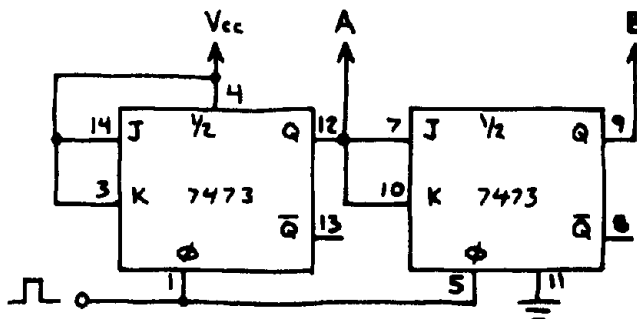 Vcc A B
4
14 J ½ Q 12 7 J ½ Q 9
3 K 7473 10 K 7473
Q̅ 13 Q̅ 8
ϕ ϕ
1 5 11